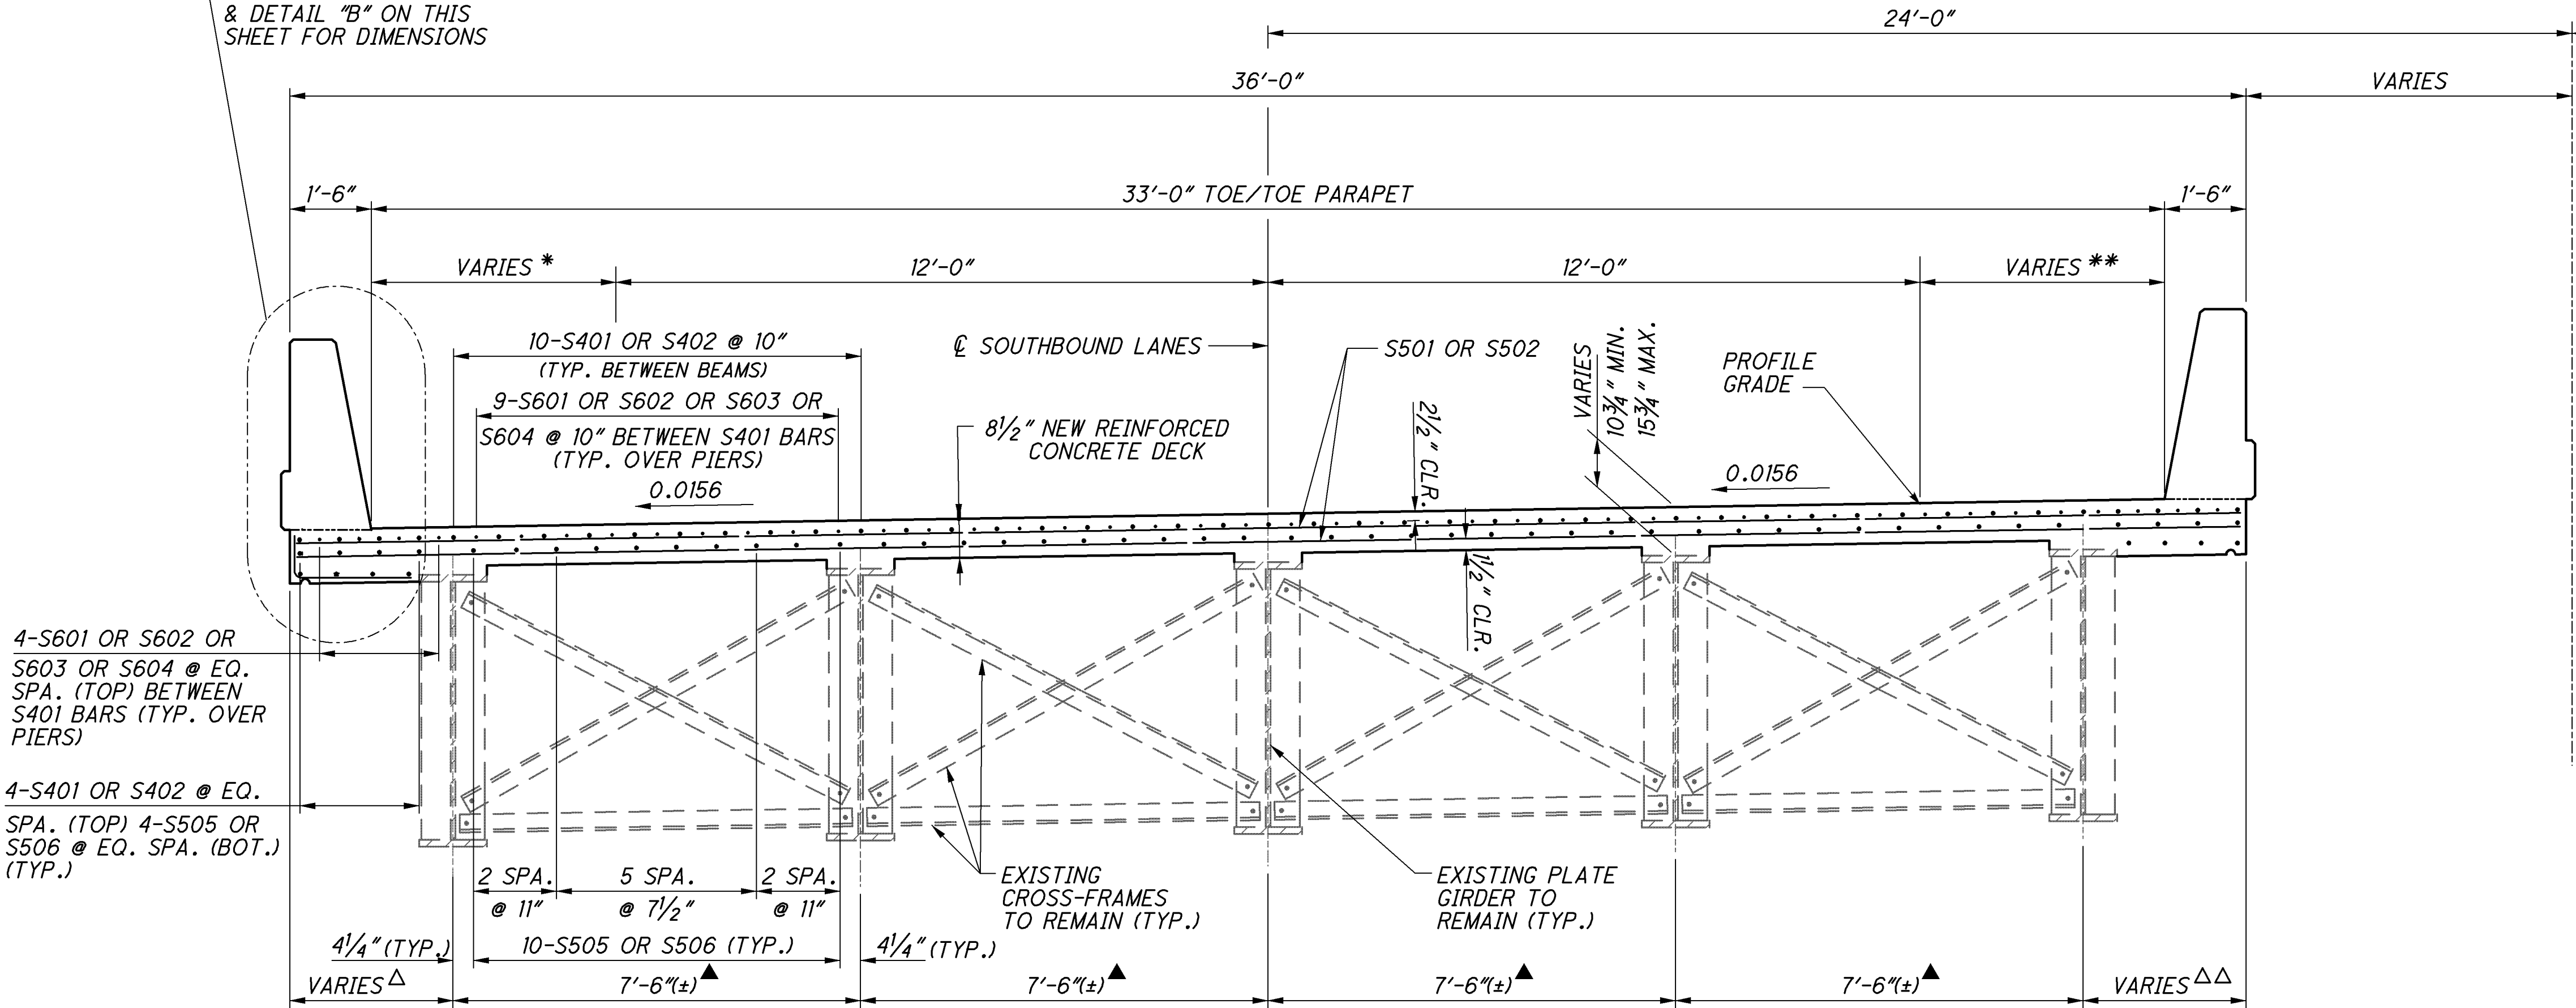 & DETAIL "B" ON THIS
SHEET FOR DIMENSIONS
24'-0"
36'-0"
VARIES
1'-6"
33'-0" TOE/TOE PARAPET
1'-6"
VARIES *
12'-0"
12'-0"
VARIES **
10-S401 OR S402 @ 10"
(TYP. BETWEEN BEAMS)
9-S601 OR S602 OR S603 OR
S604 @ 10" BETWEEN S401 BARS
(TYP. OVER PIERS)
0.0156
℄ SOUTHBOUND LANES
8½" NEW REINFORCED
CONCRETE DECK
S501 OR S502
2½" CLR.
1½" CLR.
VARIES
10¾" MIN.
15¾" MAX.
PROFILE
GRADE
0.0156
4-S601 OR S602 OR
S603 OR S604 @ EQ.
SPA. (TOP) BETWEEN
S401 BARS (TYP. OVER
PIERS)
4-S401 OR S402 @ EQ.
SPA. (TOP) 4-S505 OR
S506 @ EQ. SPA. (BOT.)
(TYP.)
2 SPA.
@ 11"
5 SPA.
@ 7½"
2 SPA.
@ 11"
EXISTING
CROSS-FRAMES
TO REMAIN (TYP.)
EXISTING PLATE
GIRDER TO
REMAIN (TYP.)
4¼" (TYP.)
10-S505 OR S506 (TYP.)
4¼" (TYP.)
VARIES △
7'-6"(±) ▲
7'-6"(±) ▲
7'-6"(±) ▲
7'-6"(±) ▲
VARIES △△